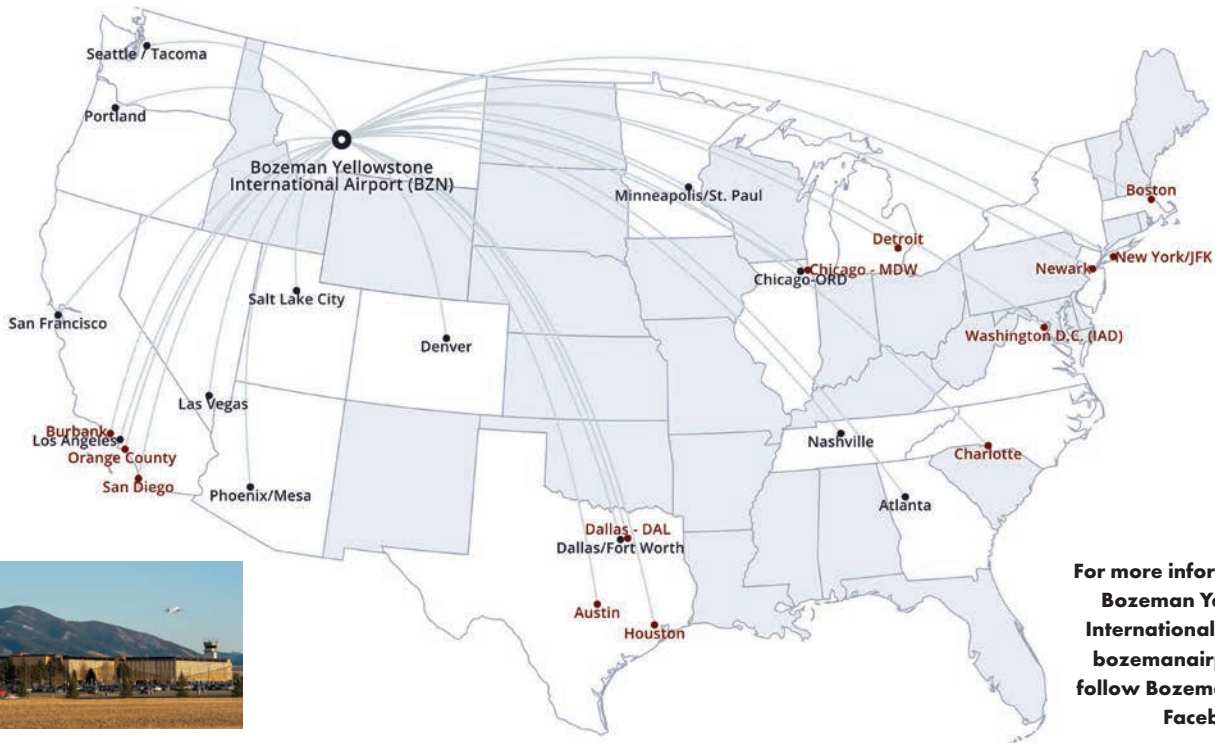 Seattle / Tacoma
Portland
Bozeman Yellowstone
International Airport (BZN)
Minneapolis/St. Paul
Boston
Detroit
New York/JFK
Newark
Chicago - MDW
Chicago-ORD
Salt Lake City
San Francisco
Washington D.C. (IAD)
Denver
Las Vegas
Burbank
Los Angeles
Orange County
San Diego
Phoenix/Mesa
Nashville
Charlotte
Atlanta
Dallas - DAL
Dallas/Fort Worth
Austin
Houston
For more infor
Bozeman Ye
International
bozemanairp
follow Bozem
Faceb